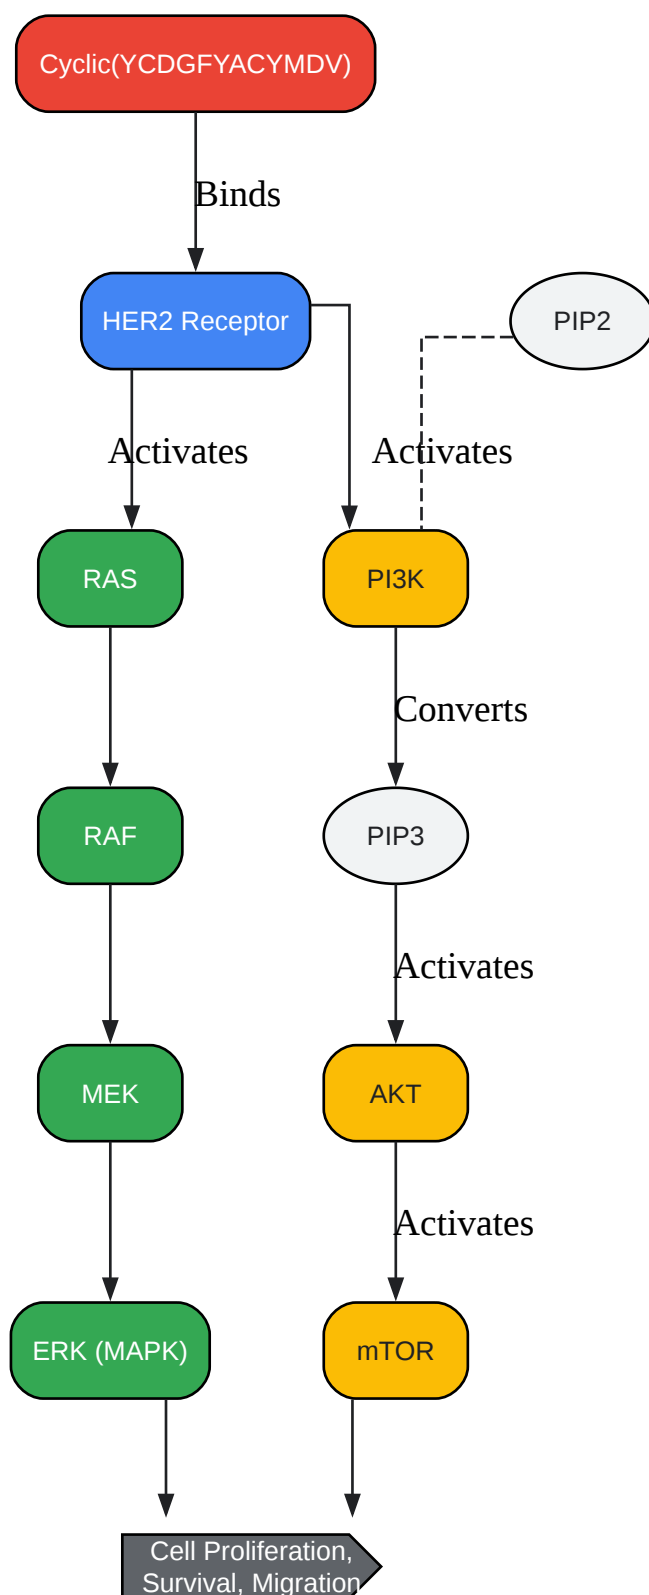 Cyclic(YCDGFYACYMDV)
Binds
HER2 Receptor
PIP2
Activates
Activates
RAS
PI3K
Converts
RAF
PIP3
Activates
MEK
AKT
Activates
ERK (MAPK)
mTOR
Cell Proliferation,
Survival, Migration